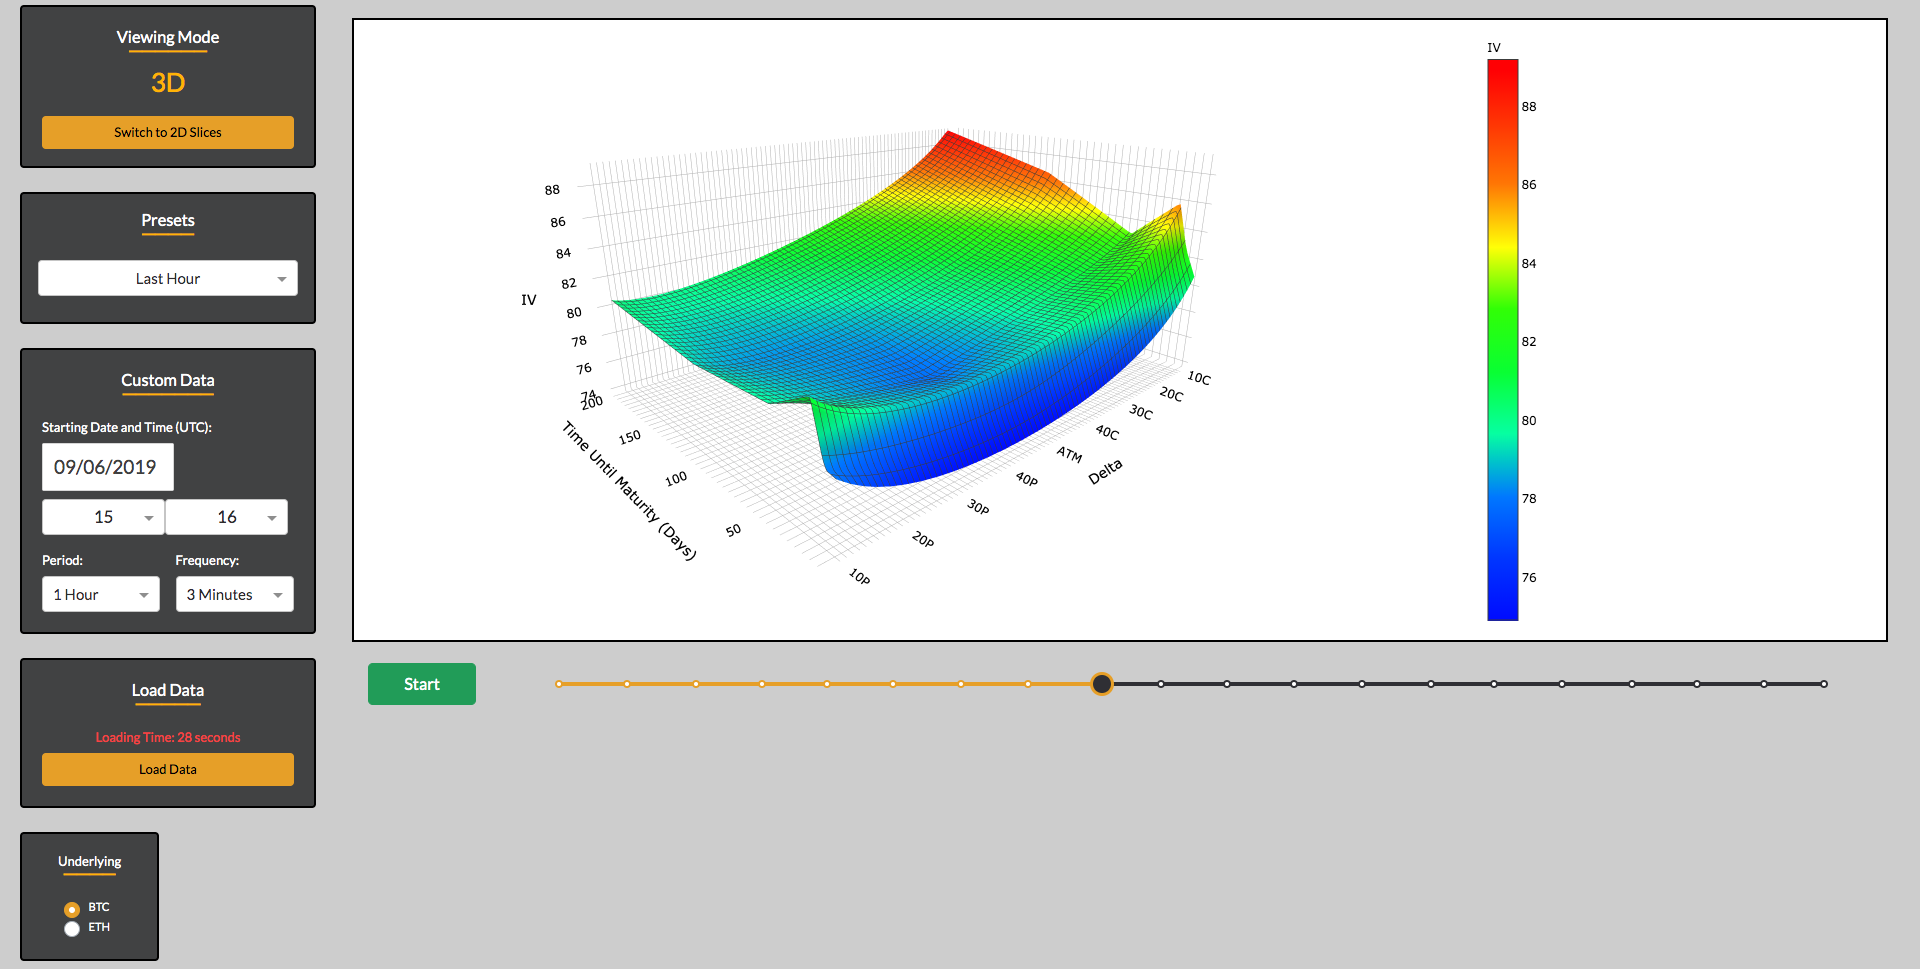 Viewing Mode
3D
Switch to 2D Slices
Presets
Last Hour
Custom Data
Starting Date and Time (UTC):
09/06/2019
15 16
Period: Frequency:
1 Hour 3 Minutes
Load Data
Loading Time: 28 seconds
Load Data
Underlying
BTC
ETH
IV
88
86
84
82
80
78
76
74
200
150
100
50
Time Until Maturity (Days)
10P
20P
30P
40P
ATM
40C
30C
20C
10C
Delta
IV
88
86
84
82
80
78
76
Start